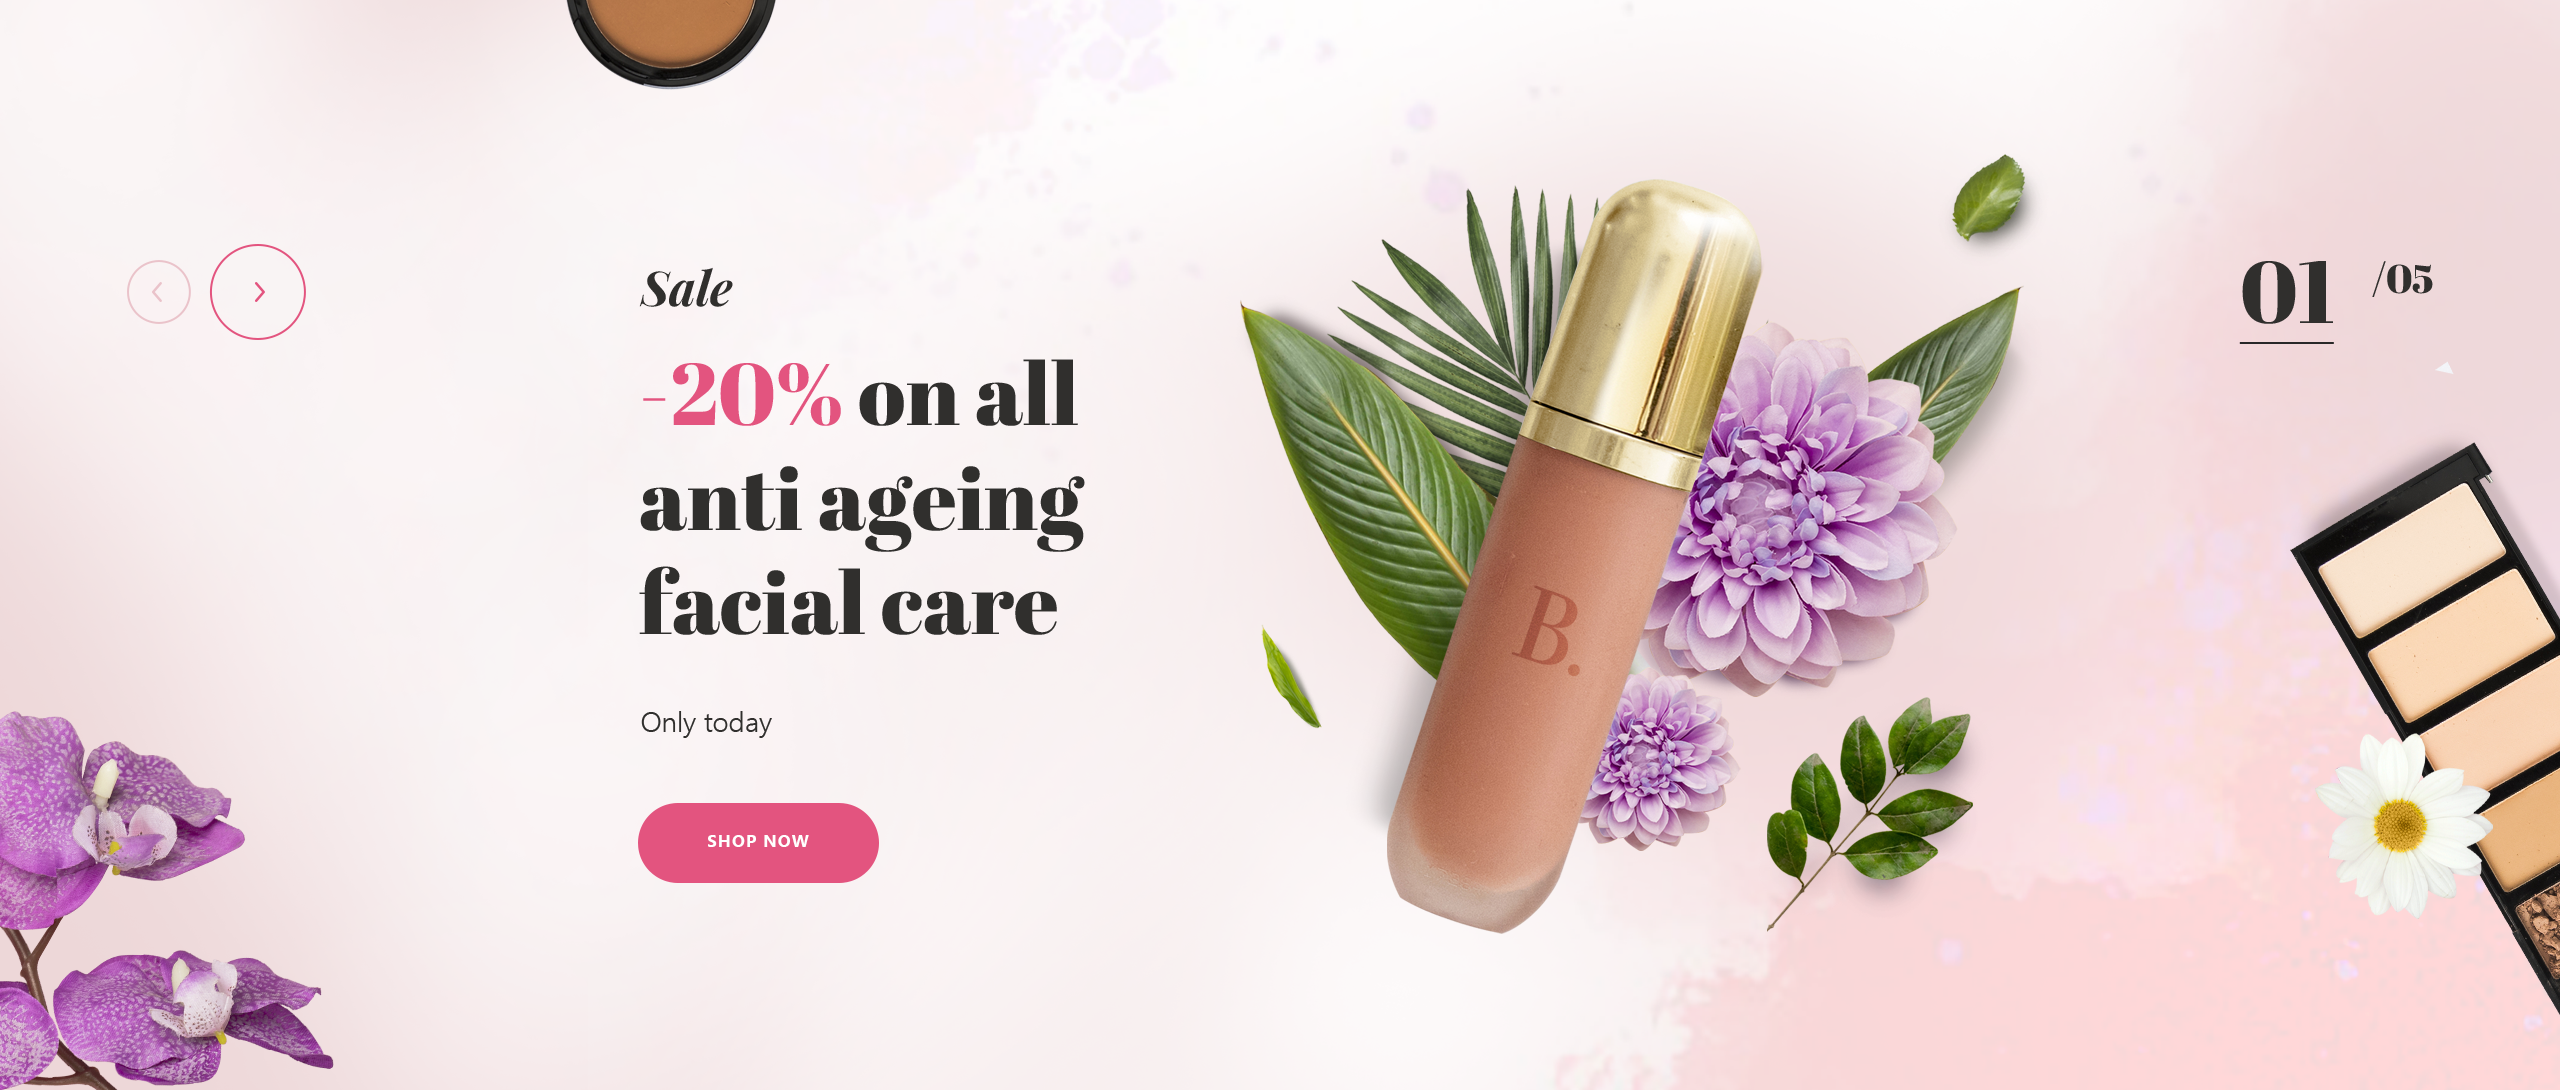 Sale
01 /05
-20% on all
anti ageing
facial care
B.
Only today
SHOP NOW